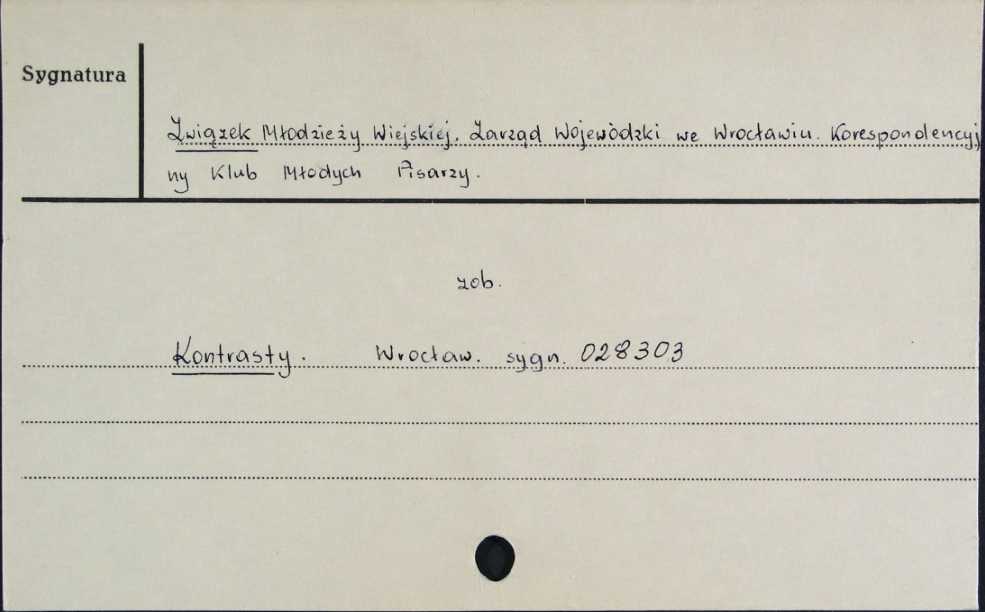 Sygnatura
Związek Młodzieży Wiejskiej. Zarząd Wojewódzki we Wrocławiu. Korespondencyj
ny Klub Młodych Pisarzy.
zob.
Kontrasty. Wrocław. sygn. 028303